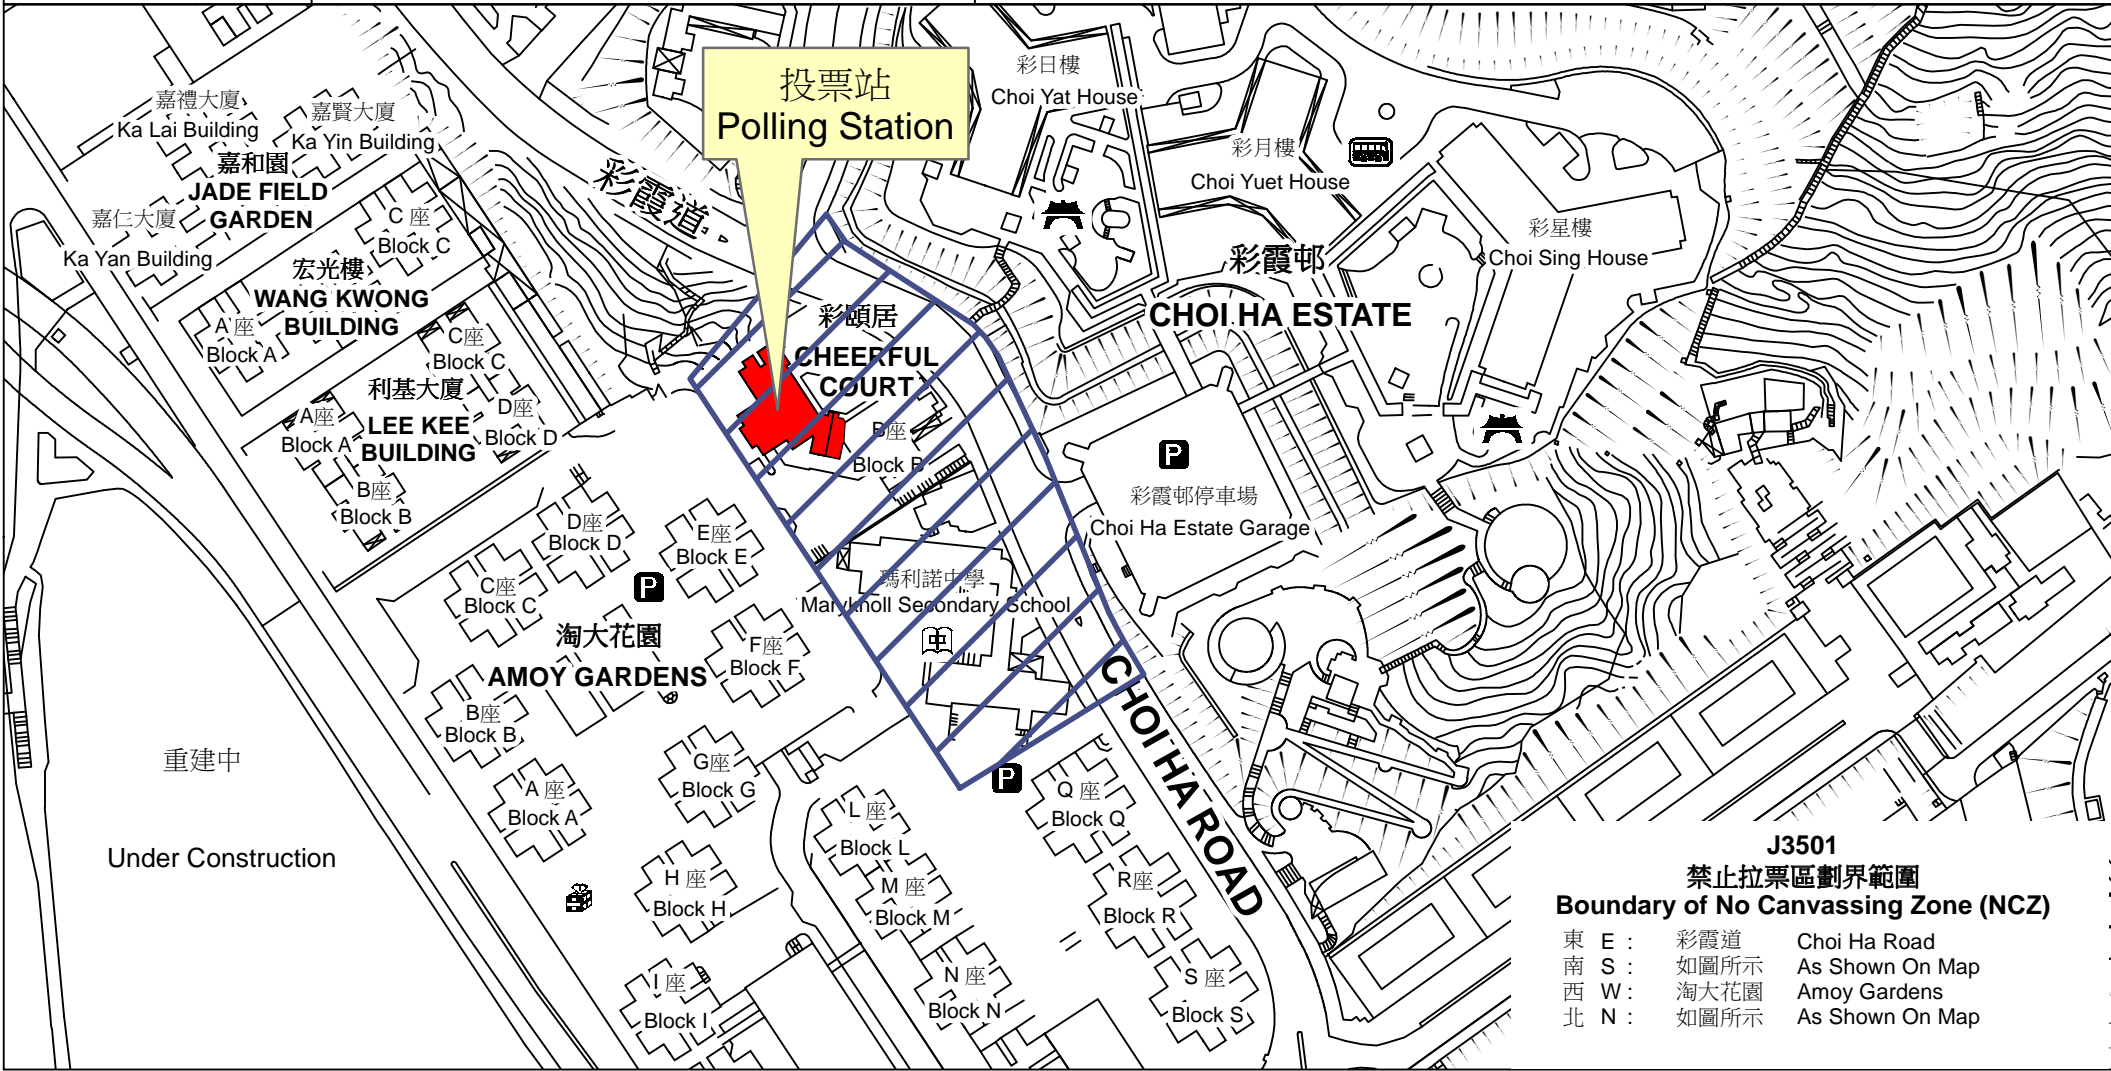 投票站
Polling Station
彩日樓
Choi Yat House
嘉禮大廈
Ka Lai Building
嘉賢大廈
Ka Yin Building
嘉和園
JADE FIELD
GARDEN
嘉仁大廈
Ka Yan Building
彩霞道
彩月樓
Choi Yuet House
彩星樓
Choi Sing House
C 座
Block C
宏光樓
WANG KWONG
BUILDING
A 座
Block A
彩霞邨
CHOI HA ESTATE
彩頤居
CHEERFUL
COURT
B座
Block B
C座
Block C
利基大廈
LEE KEE
BUILDING
A座
Block A
D座
Block D
B座
Block B
P
彩霞邨停車場
Choi Ha Estate Garage
D座
Block D
E座
Block E
C座
Block C
P
瑪利諾中學
Maryknoll Secondary School
中
淘大花園
AMOY GARDENS
F座
Block F
B座
Block B
CHOI HA ROAD
重建中
Under Construction
G座
Block G
A 座
Block A
P
Q 座
Block Q
L 座
Block L
H 座
Block H
M 座
Block M
R座
Block R
I 座
Block I
N 座
Block N
S 座
Block S
J3501
禁止拉票區劃界範圍
Boundary of No Canvassing Zone (NCZ)
東 E : 彩霞道 Choi Ha Road
南 S : 如圖所示 As Shown On Map
西 W : 淘大花園 Amoy Gardens
北 N : 如圖所示 As Shown On Map